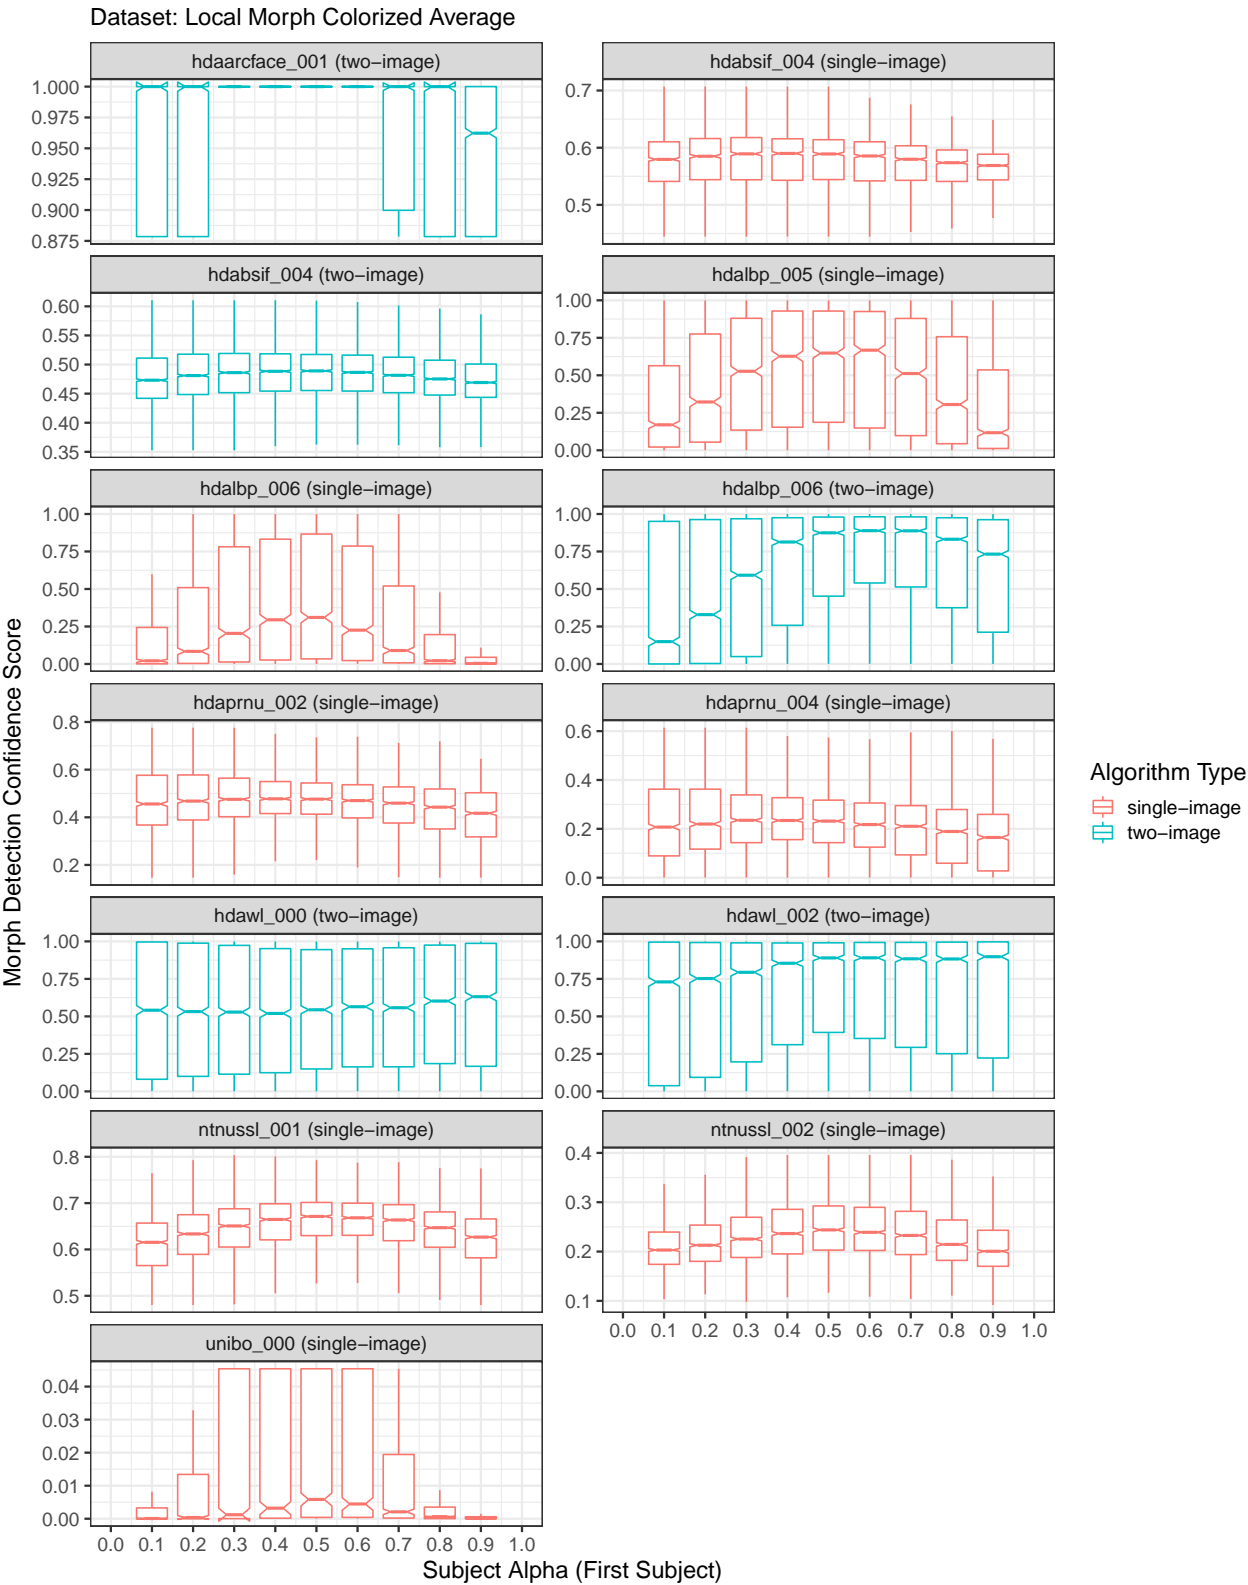 Dataset: Local Morph Colorized Average
hdaarcface_001 (two−image)
1.000
0.975
0.950
0.925
0.900
0.875
hdabsif_004 (single−image)
0.7
0.6
0.5
hdabsif_004 (two−image)
0.60
0.55
0.50
0.45
0.40
0.35
hdalbp_005 (single−image)
1.00
0.75
0.50
0.25
0.00
hdalbp_006 (single−image)
1.00
0.75
0.50
0.25
0.00
hdalbp_006 (two−image)
1.00
0.75
0.50
0.25
0.00
hdaprnu_002 (single−image)
0.8
0.6
0.4
0.2
hdaprnu_004 (single−image)
0.6
0.4
0.2
0.0
hdawl_000 (two−image)
1.00
0.75
0.50
0.25
0.00
hdawl_002 (two−image)
1.00
0.75
0.50
0.25
0.00
ntnussl_001 (single−image)
0.8
0.7
0.6
0.5
ntnussl_002 (single−image)
0.4
0.3
0.2
0.1
0.0 0.1 0.2 0.3 0.4 0.5 0.6 0.7 0.8 0.9 1.0
unibo_000 (single−image)
0.04
0.03
0.02
0.01
0.00
0.0 0.1 0.2 0.3 0.4 0.5 0.6 0.7 0.8 0.9 1.0
Subject Alpha (First Subject)
Morph Detection Confidence Score
Algorithm Type
single−image
two−image